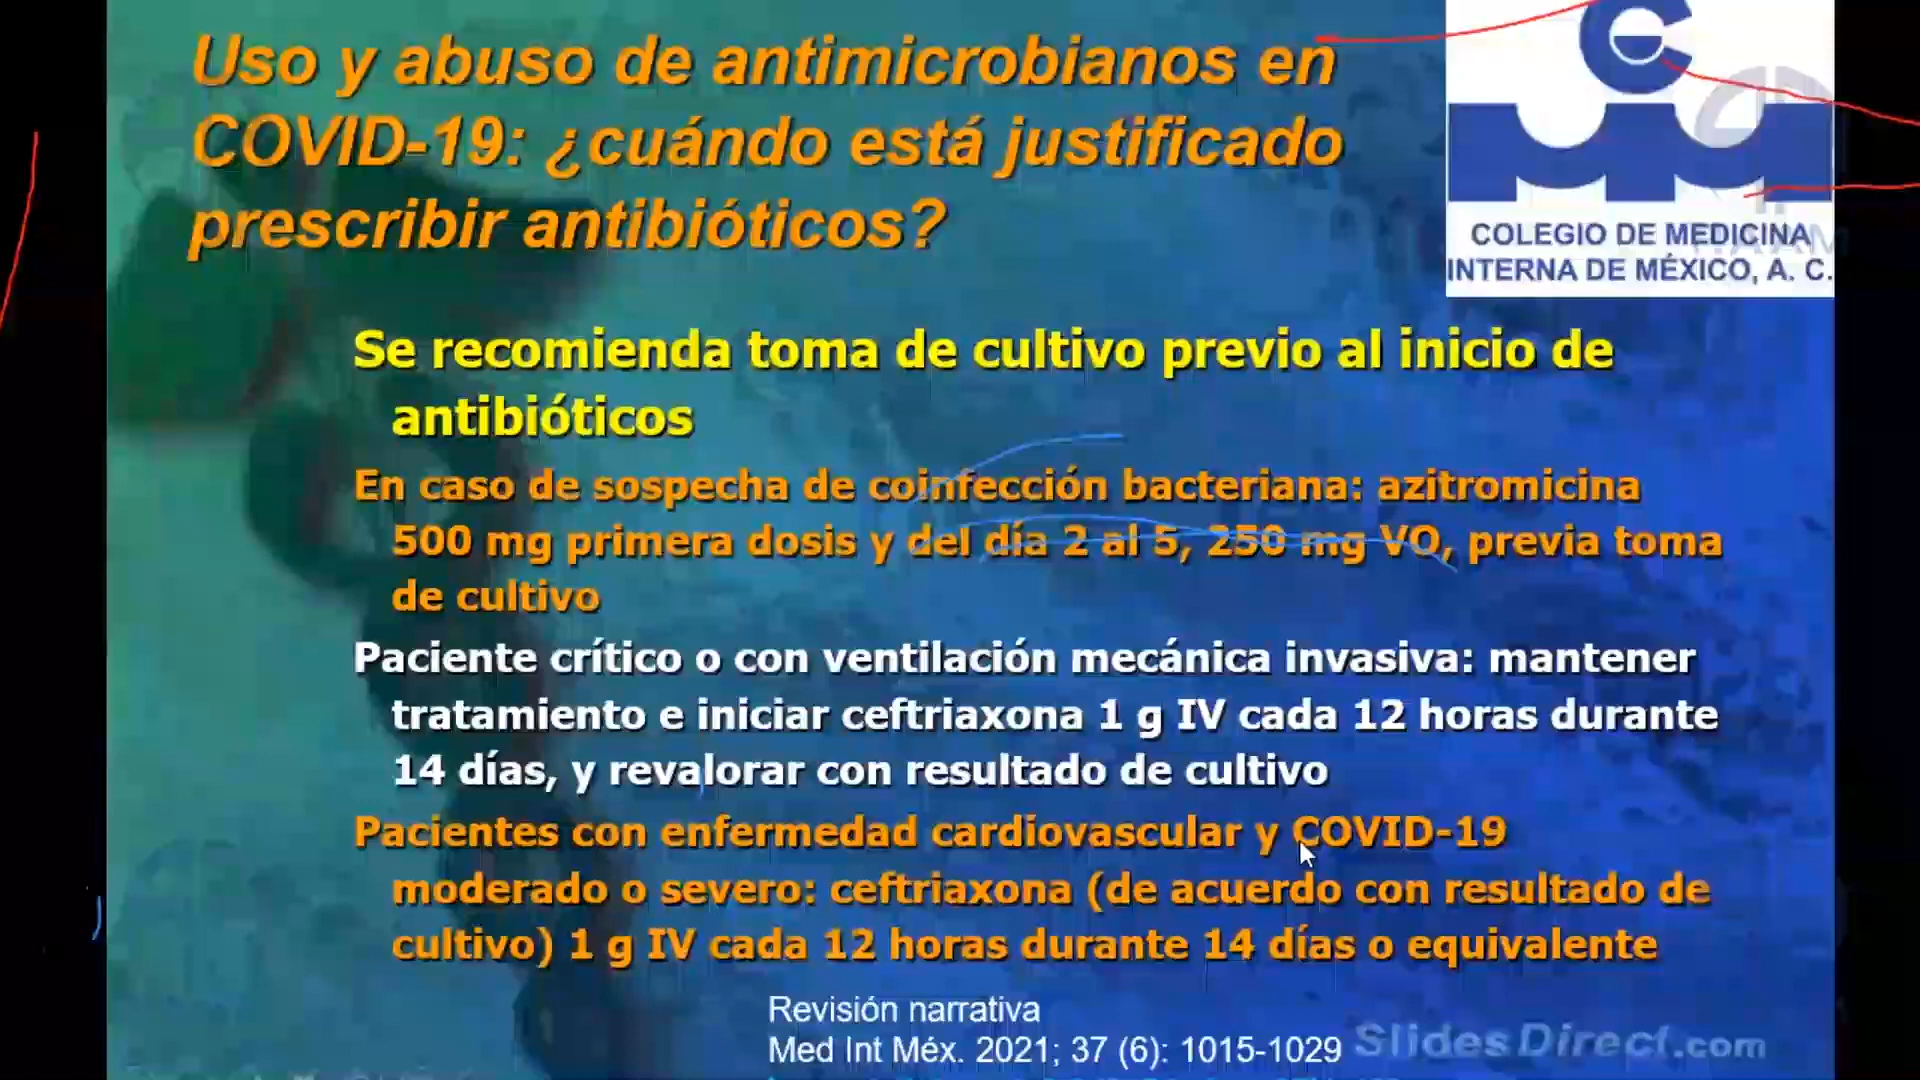 Uso y abuso de antimicrobianos en
COVID-19: ¿cuándo está justificado
prescribir antibióticos?
COLEGIO DE MEDICINA
INTERNA DE MÉXICO, A. C.
Se recomienda toma de cultivo previo al inicio de
antibióticos
En caso de sospecha de coinfección bacteriana: azitromicina
500 mg primera dosis y del día 2 al 5, 250 mg VO, previa toma
de cultivo
Paciente crítico o con ventilación mecánica invasiva: mantener
tratamiento e iniciar ceftriaxona 1 g IV cada 12 horas durante
14 días, y revalorar con resultado de cultivo
Pacientes con enfermedad cardiovascular y COVID-19
moderado o severo: ceftriaxona (de acuerdo con resultado de
cultivo) 1 g IV cada 12 horas durante 14 días o equivalente
Revisión narrativa
Med Int Méx. 2021; 37 (6): 1015-1029
SlidesDirect.com